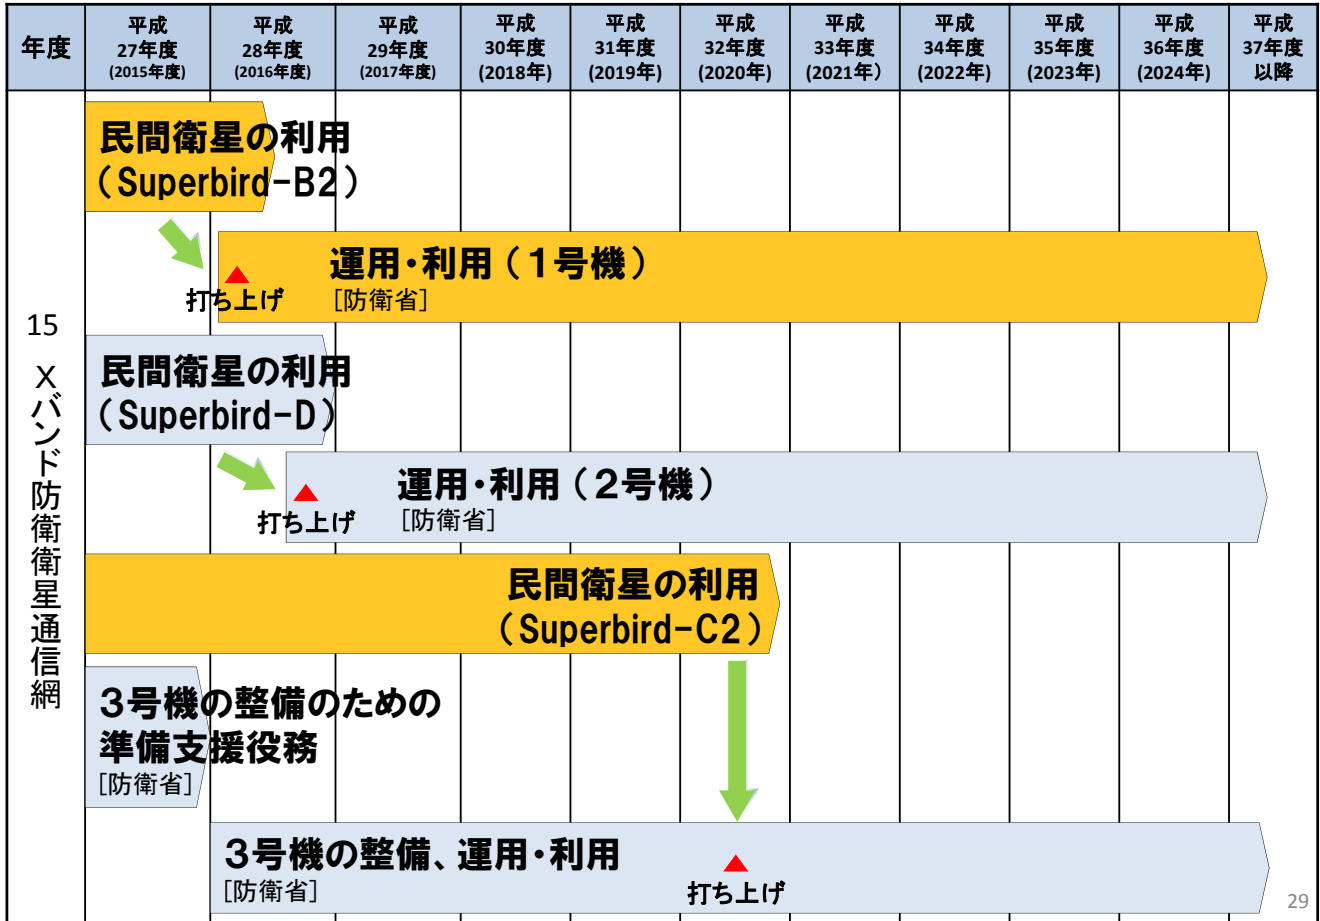 年度
平成
27年度
(2015年度)
平成
28年度
(2016年度)
平成
29年度
(2017年度)
平成
30年度
(2018年)
平成
31年度
(2019年)
平成
32年度
(2020年)
平成
33年度
(2021年)
平成
34年度
(2022年)
平成
35年度
(2023年)
平成
36年度
(2024年)
平成
37年度
以降
15
Xバンド防衛衛星通信網
民間衛星の利用
(Superbird-B2)
運用・利用(1号機)
[防衛省]
打ち上げ
民間衛星の利用
(Superbird-D)
運用・利用(2号機)
[防衛省]
打ち上げ
民間衛星の利用
(Superbird-C2)
3号機の整備のための
準備支援役務
[防衛省]
3号機の整備、運用・利用
[防衛省]
打ち上げ
29